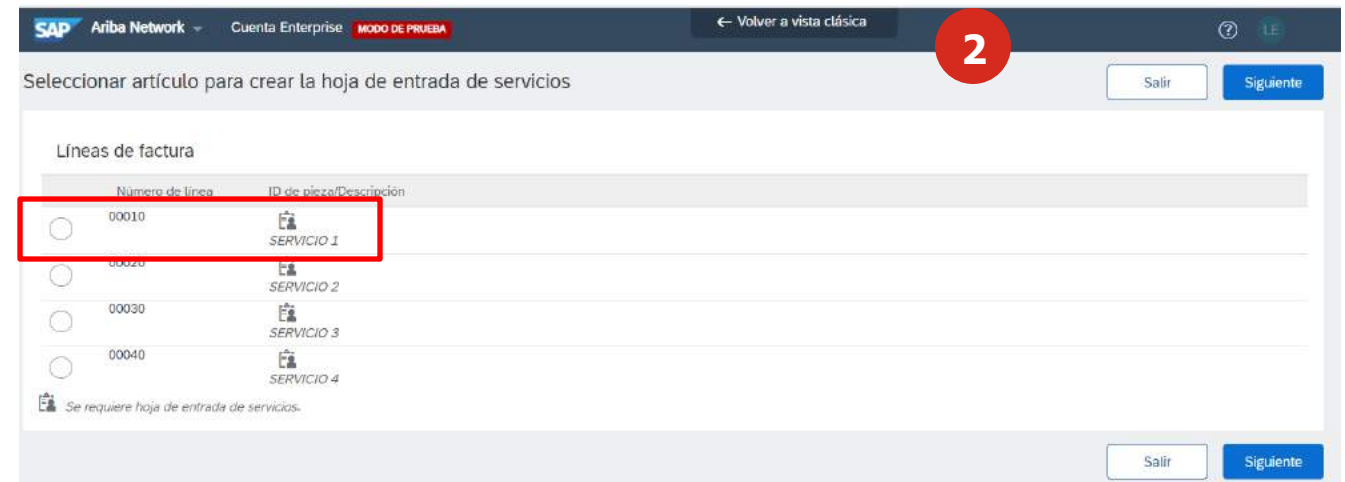 SAP Ariba Network Cuenta Enterprise MODO DE PRUEBA ← Volver a vista clásica 2 ? LE
Seleccionar artículo para crear la hoja de entrada de servicios Salir Siguiente
Líneas de factura
Número de línea ID de pieza/Descripción
00010
SERVICIO 1
00020
SERVICIO 2
00030
SERVICIO 3
00040
SERVICIO 4
Se requiere hoja de entrada de servicios.
Salir Siguiente